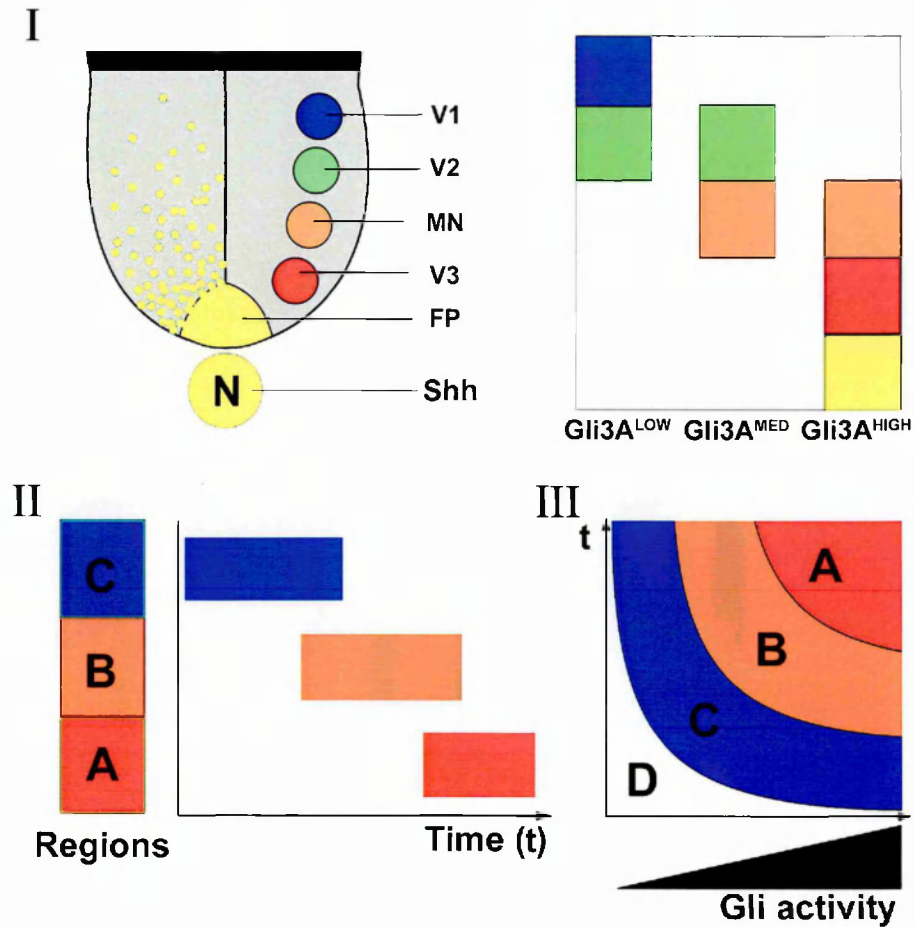 I
V1
V2
MN
V3
FP
N
Shh
Gli3A^LOW Gli3A^MED Gli3A^HIGH
II
C
B
A
Regions
Time (t)
III
t
A
B
C
D
Gli activity